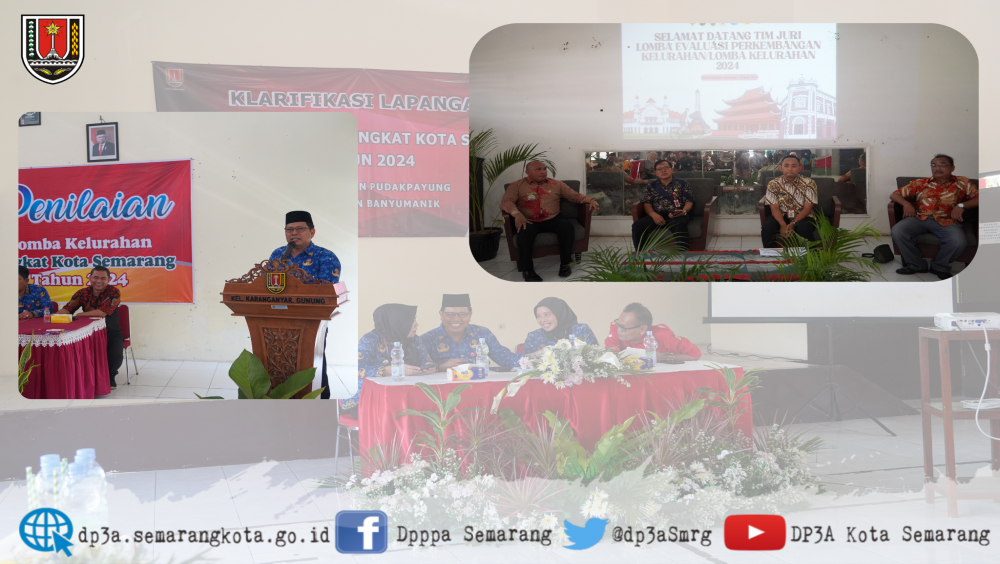 KLARIFIKASI LAPANGA
NGKAT KOTA S
UN 2024
N PUDAKPAYUNG
N BANYUMANIK
SELAMAT DATANG TIM JURI
LOMBA EVALUASI PERKEMBANGAN
KELURAHAN/LOMBA KELURAHAN
2024
Penilaian
omba Kelurahan
gkat Kota Semarang
Tahun 2024
KEL. KARANGANYAR, GUNUNG
dp3a.semarangkota.go.id
Dpppa Semarang
@dp3aSmrg
DP3A Kota Semarang